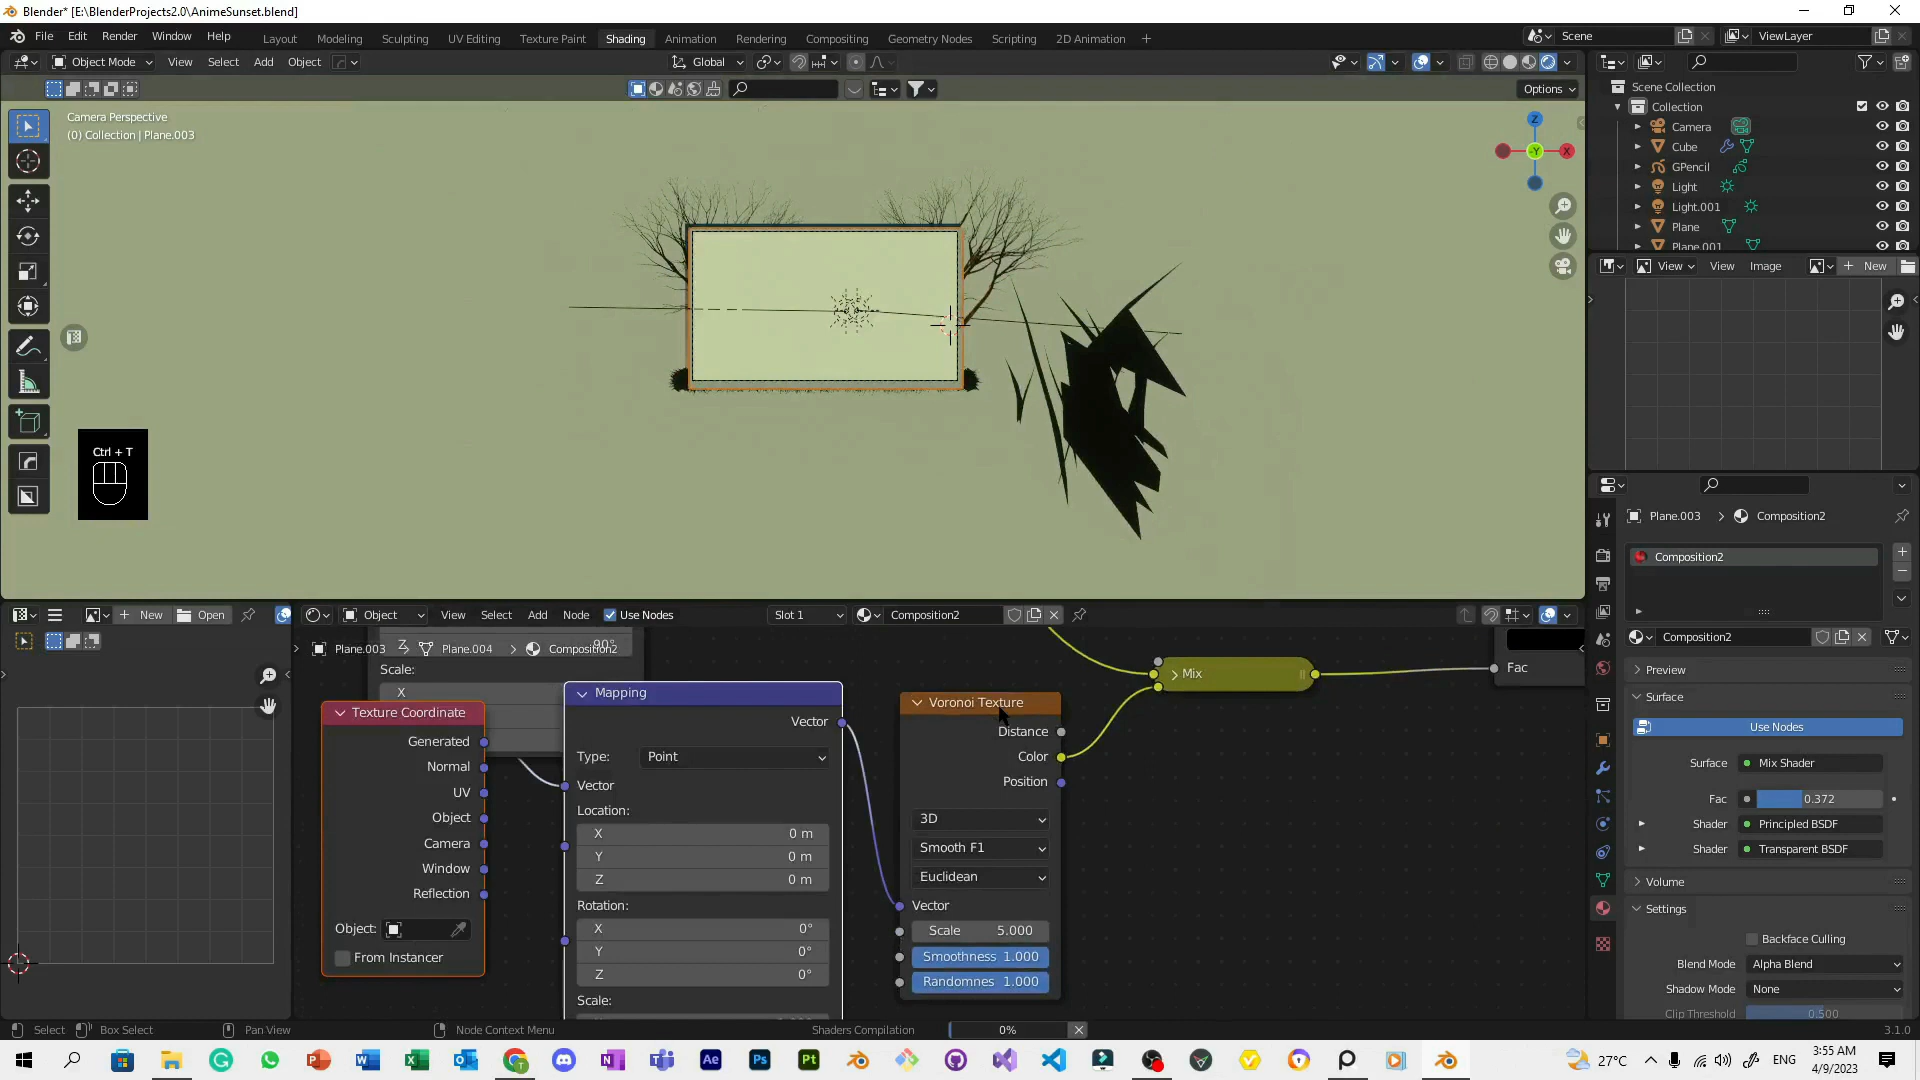 Blender* [E:\BlenderProjects2.0\AnimeSunset.blend]
File Edit Render Window Help
Layout Modeling Sculpting UV Editing Texture Paint Shading Animation Rendering Compositing Geometry Nodes Scripting 2D Animation +
Scene
ViewLayer
Object Mode View Select Add Object
Global
Options
Camera Perspective
(0) Collection | Plane.003
Z
-Y
X
Ctrl + T
Scene Collection
Collection
Camera
Cube
GPencil
Light
Light.001
Plane
Plane.001
View View Image + New
Plane.003 > Composition2
Composition2
Composition2
Preview
Surface
Use Nodes
Surface Mix Shader
Fac 0.372
Shader Principled BSDF
Shader Transparent BSDF
Volume
Settings
Backface Culling
Blend Mode Alpha Blend
Shadow Mode None
Clip Threshold 0.500
+ New Open
Object View Select Add Node Use Nodes Slot 1 Composition2
Plane.003 > Plane.004 > Composition2
Z 90°
Scale:
X
Texture Coordinate
Generated
Normal
UV
Object
Camera
Window
Reflection
Object:
From Instancer
Mapping
Vector
Type: Point
Vector
Location:
X 0 m
Y 0 m
Z 0 m
Rotation:
X 0°
Y 0°
Z 0°
Scale:
Voronoi Texture
Distance
Color
Position
3D
Smooth F1
Euclidean
Vector
Scale 5.000
Smoothness 1.000
Randomnes 1.000
Mix
Fac
Select Box Select Pan View Node Context Menu Shaders Compilation 0% 3.1.0
27°C ENG 3:55 AM
4/9/2023